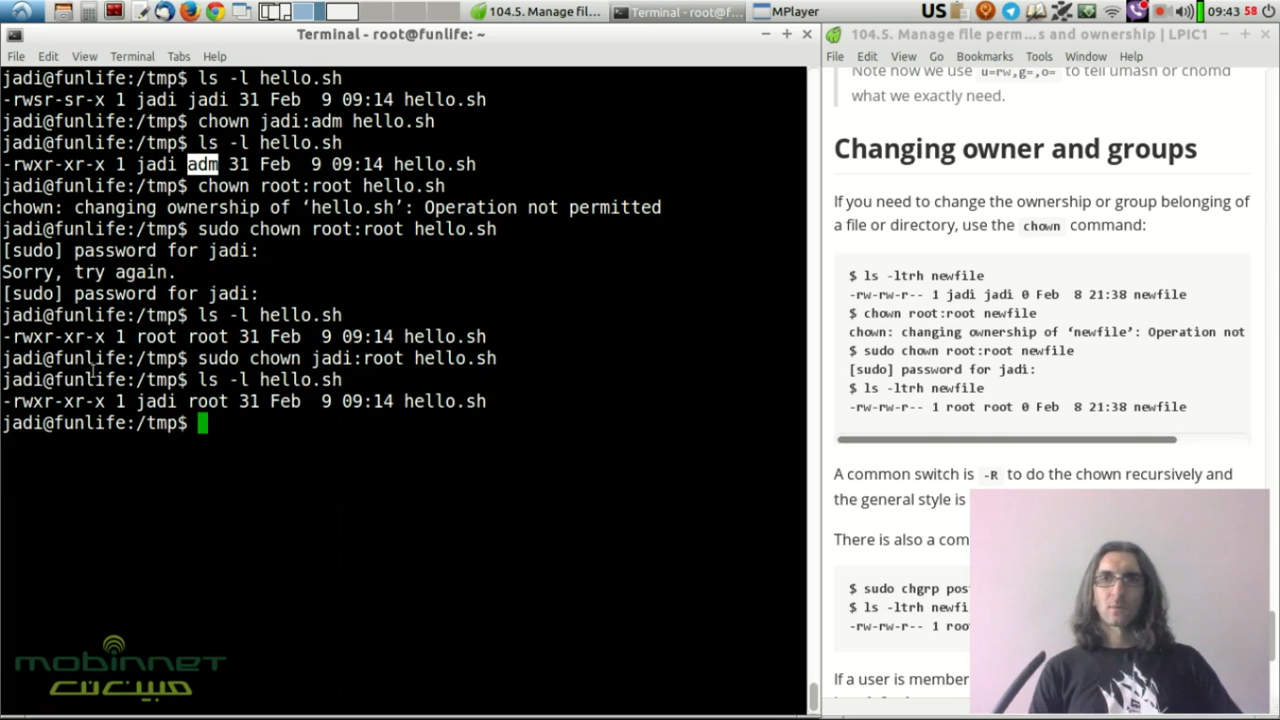 104.5. Manage fil...
Terminal - root@f...
MPlayer
US
09:43 58
Terminal - root@funlife: ~
File Edit View Terminal Tabs Help
jadi@funlife:/tmp$ ls -l hello.sh
-rwsr-sr-x 1 jadi jadi 31 Feb  9 09:14 hello.sh
jadi@funlife:/tmp$ chown jadi:adm hello.sh
jadi@funlife:/tmp$ ls -l hello.sh
-rwxr-xr-x 1 jadi adm 31 Feb  9 09:14 hello.sh
jadi@funlife:/tmp$ chown root:root hello.sh
chown: changing ownership of ‘hello.sh’: Operation not permitted
jadi@funlife:/tmp$ sudo chown root:root hello.sh
[sudo] password for jadi:
Sorry, try again.
[sudo] password for jadi:
jadi@funlife:/tmp$ ls -l hello.sh
-rwxr-xr-x 1 root root 31 Feb  9 09:14 hello.sh
jadi@funlife:/tmp$ sudo chown jadi:root hello.sh
jadi@funlife:/tmp$ ls -l hello.sh
-rwxr-xr-x 1 jadi root 31 Feb  9 09:14 hello.sh
jadi@funlife:/tmp$
mobinnet
مبین نت
104.5. Manage file perm...s and ownership | LPIC1
File Edit View Go Bookmarks Tools Window Help
Note how we use u=rw,g=,o= to tell umask or chomd
what we exactly need.
Changing owner and groups
If you need to change the ownership or group belonging of
a file or directory, use the chown command:
$ ls -ltrh newfile
-rw-rw-r-- 1 jadi jadi 0 Feb  8 21:38 newfile
$ chown root:root newfile
chown: changing ownership of ‘newfile’: Operation not
$ sudo chown root:root newfile
[sudo] password for jadi:
$ ls -ltrh newfile
-rw-rw-r-- 1 root root 0 Feb  8 21:38 newfile
A common switch is -R to do the chown recursively and
the general style is
There is also a com
$ sudo chgrp pos
$ ls -ltrh newfi
-rw-rw-r-- 1 roo
If a user is member